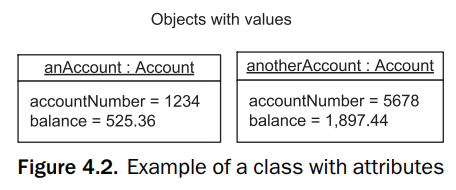 Objects with values
anAccount : Account
accountNumber = 1234
balance = 525.36
anotherAccount : Account
accountNumber = 5678
balance = 1,897.44
Figure 4.2. Example of a class with attributes